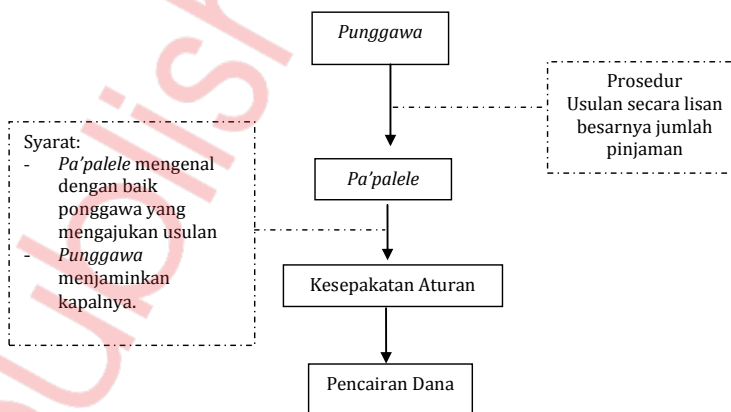 Punggawa
Prosedur
Usulan secara lisan
besarnya jumlah
pinjaman
Syarat:
- Pa'palele mengenal
dengan baik
ponggawa yang
mengajukan usulan
- Punggawa
menjaminkan
kapalnya.
Pa'palele
Kesepakatan Aturan
Pencairan Dana